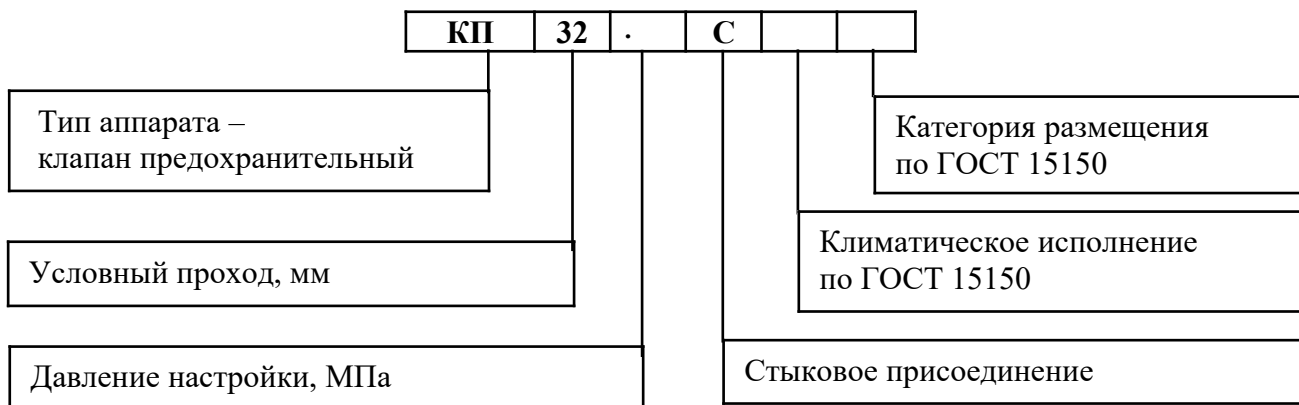 КП 32 . С
Тип аппарата –
клапан предохранительный
Категория размещения
по ГОСТ 15150
Условный проход, мм
Климатическое исполнение
по ГОСТ 15150
Давление настройки, МПа
Стыковое присоединение